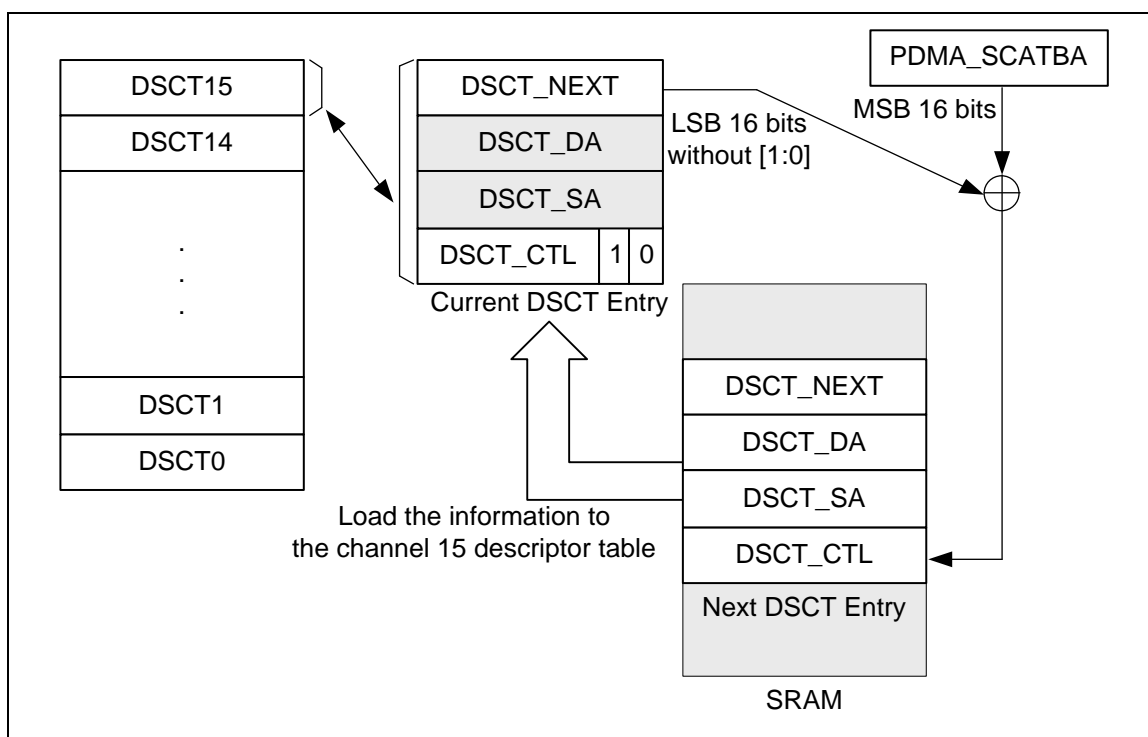 DSCT15
DSCT14
.
.
.
DSCT1
DSCT0
DSCT_NEXT
DSCT_DA
DSCT_SA
DSCT_CTL 1 0
Current DSCT Entry
PDMA_SCATBA
MSB 16 bits
LSB 16 bits
without [1:0]
Load the information to
the channel 15 descriptor table
DSCT_NEXT
DSCT_DA
DSCT_SA
DSCT_CTL
Next DSCT Entry
SRAM